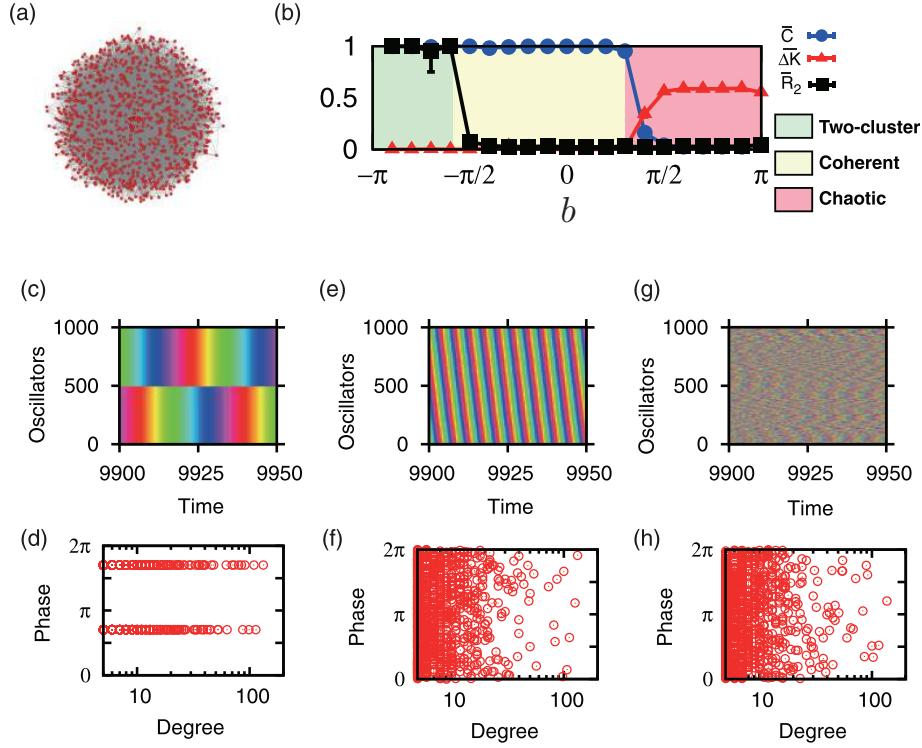 (a)
(b)
1
0.5
0
−π
−π/2
0
π/2
π
b
C̄
ΔK̄
R̄₂
Two-cluster
Coherent
Chaotic
(c)
Oscillators
1000
500
0
9900
9925
9950
Time
(e)
Oscillators
1000
500
0
9900
9925
9950
Time
(g)
Oscillators
1000
500
0
9900
9925
9950
Time
(d)
Phase
2π
π
0
10
100
Degree
(f)
Phase
2π
π
0
10
100
Degree
(h)
Phase
2π
π
0
10
100
Degree